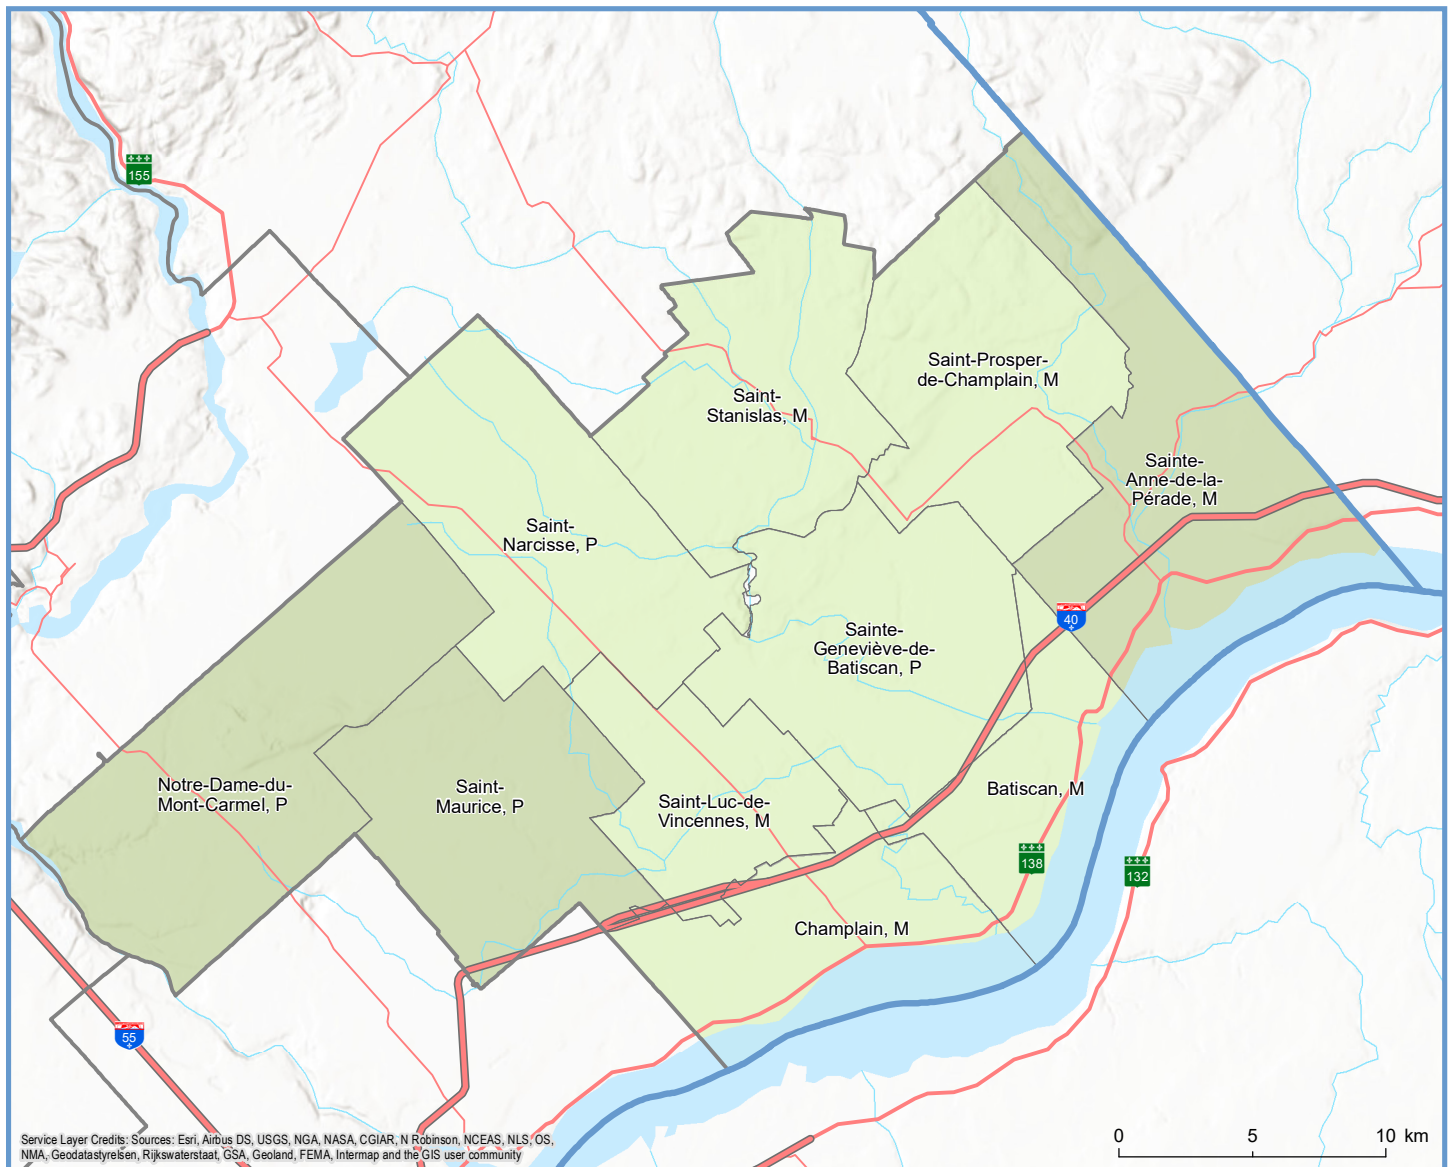 155
Saint-Prosper-
de-Champlain, M
Saint-
Stanislas, M
Sainte-
Anne-de-la-
Pérade, M
Saint-
Narcisse, P
40
Sainte-
Geneviève-de-
Batiscan, P
Notre-Dame-du-
Mont-Carmel, P
Saint-
Maurice, P
Saint-Luc-de-
Vincennes, M
Batiscan, M
138
132
Champlain, M
55
Service Layer Credits: Sources: Esri, Airbus DS, USGS, NGA, NASA, CGIAR, N Robinson, NCEAS, NLS, OS,
NMA, Geodatastyrelsen, Rijkswaterstaat, GSA, Geoland, FEMA, Intermap and the GIS user community
0 5 10 km